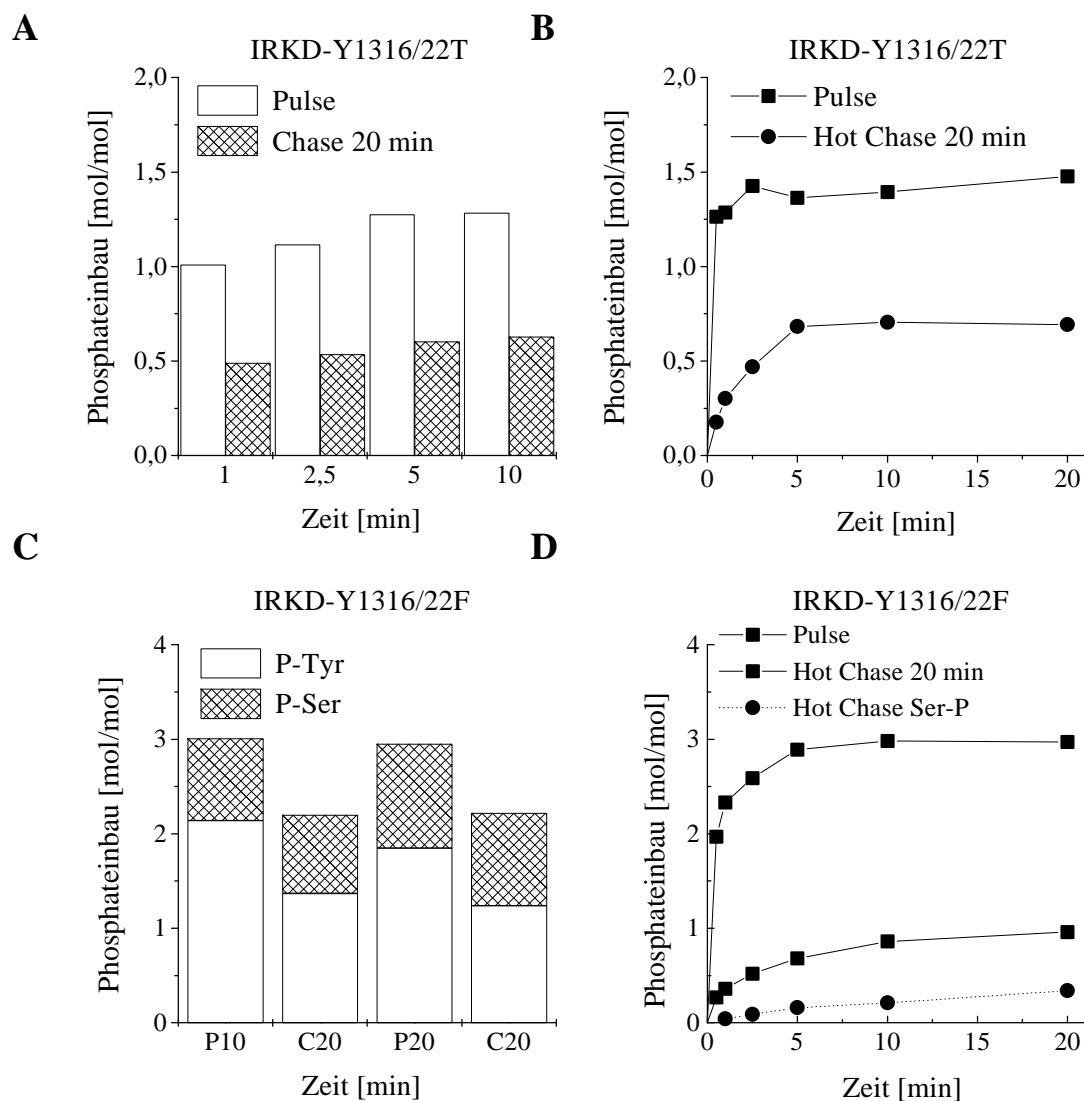 A
IRKD-Y1316/22T
Pulse
Chase 20 min
Phosphateinbau [mol/mol]
2,0
1,5
1,0
0,5
0,0
1 2,5 5 10
Zeit [min]
B
IRKD-Y1316/22T
Pulse
Hot Chase 20 min
Phosphateinbau [mol/mol]
2,0
1,5
1,0
0,5
0,0
0 5 10 15 20
Zeit [min]
C
IRKD-Y1316/22F
P-Tyr
P-Ser
Phosphateinbau [mol/mol]
4
3
2
1
0
P10 C20 P20 C20
Zeit [min]
D
IRKD-Y1316/22F
Pulse
Hot Chase 20 min
Hot Chase Ser-P
Phosphateinbau [mol/mol]
4
3
2
1
0
0 5 10 15 20
Zeit [min]